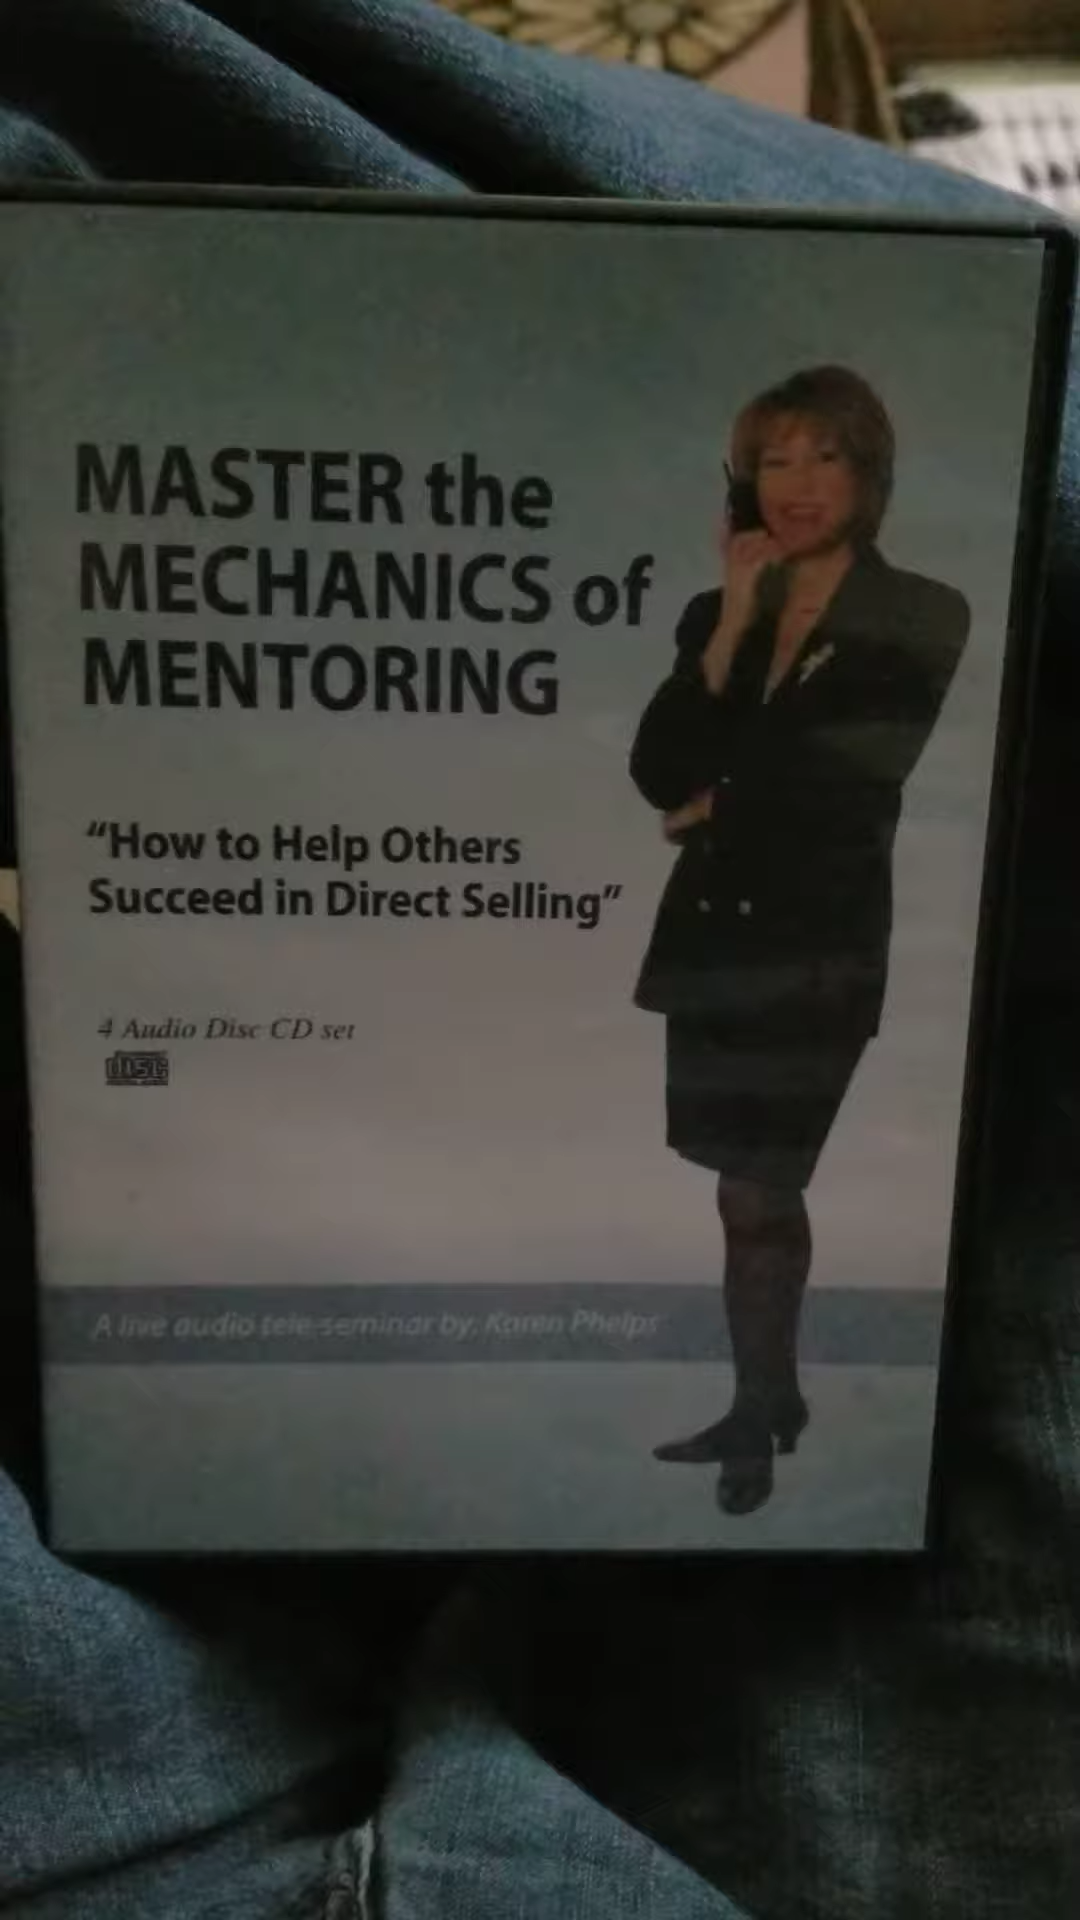 MASTER the
MECHANICS of
MENTORING
“How to Help Others
Succeed in Direct Selling”
4 Audio Disc CD set
disc
A live audio tele-seminar by: Karen Phelps